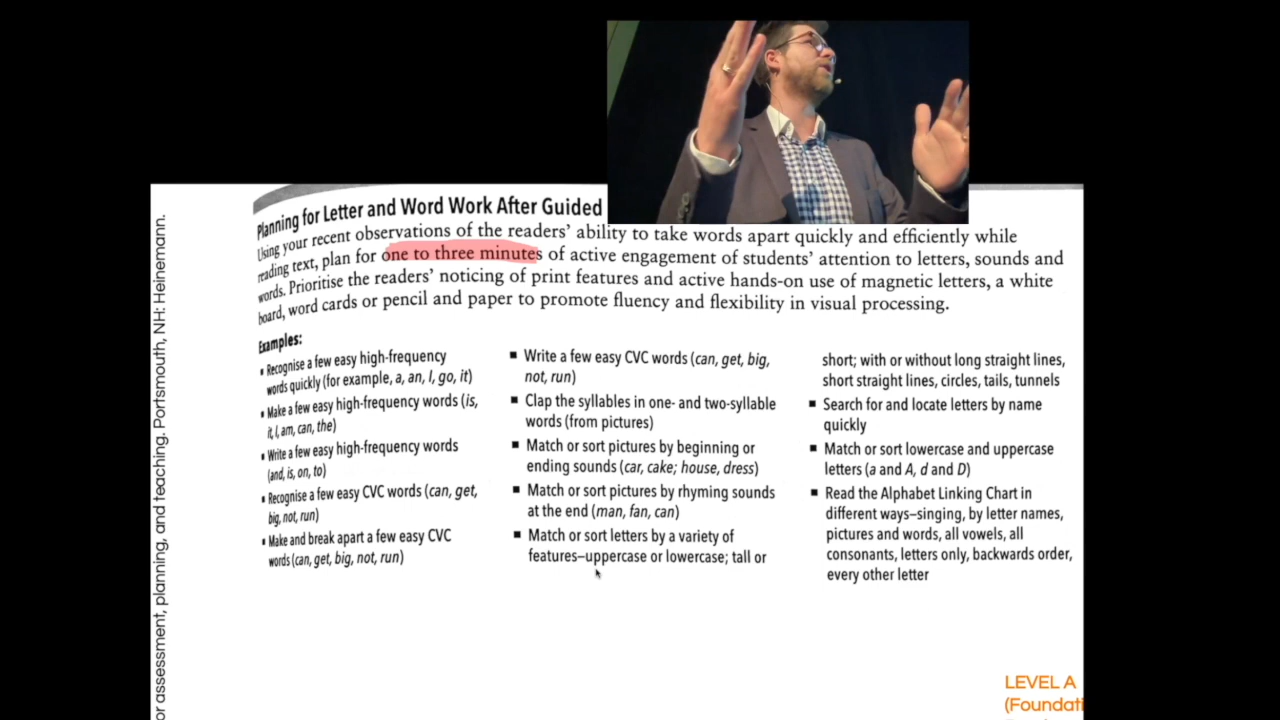 Planning for Letter and Word Work After Guided
Using your recent observations of the readers’ ability to take words apart quickly and efficiently while
reading text, plan for one to three minutes of active engagement of students’ attention to letters, sounds and
words. Prioritise the readers’ noticing of print features and active hands-on use of magnetic letters, a white
board, word cards or pencil and paper to promote fluency and flexibility in visual processing.
Examples:
▪ Recognise a few easy high-frequency
words quickly (for example, a, an, I, go, it)
▪ Make a few easy high-frequency words (is,
it, I, am, can, the)
▪ Write a few easy high-frequency words
(and, is, on, to)
▪ Recognise a few easy CVC words (can, get,
big, not, run)
▪ Make and break apart a few easy CVC
words (can, get, big, not, run)
▪ Write a few easy CVC words (can, get, big,
not, run)
▪ Clap the syllables in one- and two-syllable
words (from pictures)
▪ Match or sort pictures by beginning or
ending sounds (car, cake; house, dress)
▪ Match or sort pictures by rhyming sounds
at the end (man, fan, can)
▪ Match or sort letters by a variety of
features–uppercase or lowercase; tall or
short; with or without long straight lines,
short straight lines, circles, tails, tunnels
▪ Search for and locate letters by name
quickly
▪ Match or sort lowercase and uppercase
letters (a and A, d and D)
▪ Read the Alphabet Linking Chart in
different ways–singing, by letter names,
pictures and words, all vowels, all
consonants, letters only, backwards order,
every other letter
or assessment, planning, and teaching. Portsmouth, NH: Heinemann.
LEVEL A
(Foundati